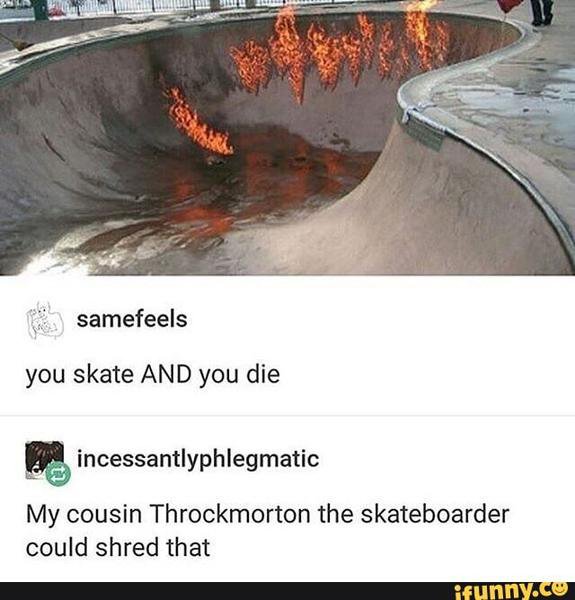 samefeels
you skate AND you die
incessantlyphlegmatic
My cousin Throckmorton the skateboarder
could shred that
ifunny.co